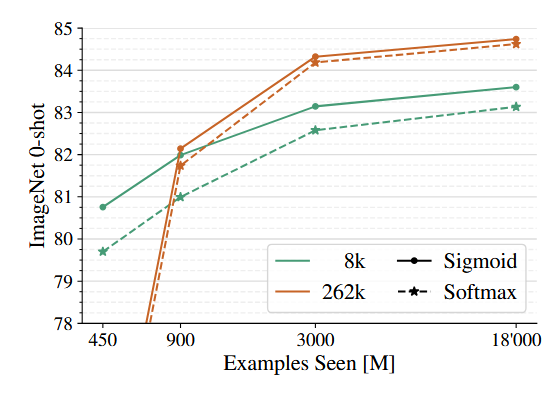 85
84
83
82
81
80
79
78
ImageNet 0-shot
8k Sigmoid
262k Softmax
450 900 3000 18'000
Examples Seen [M]